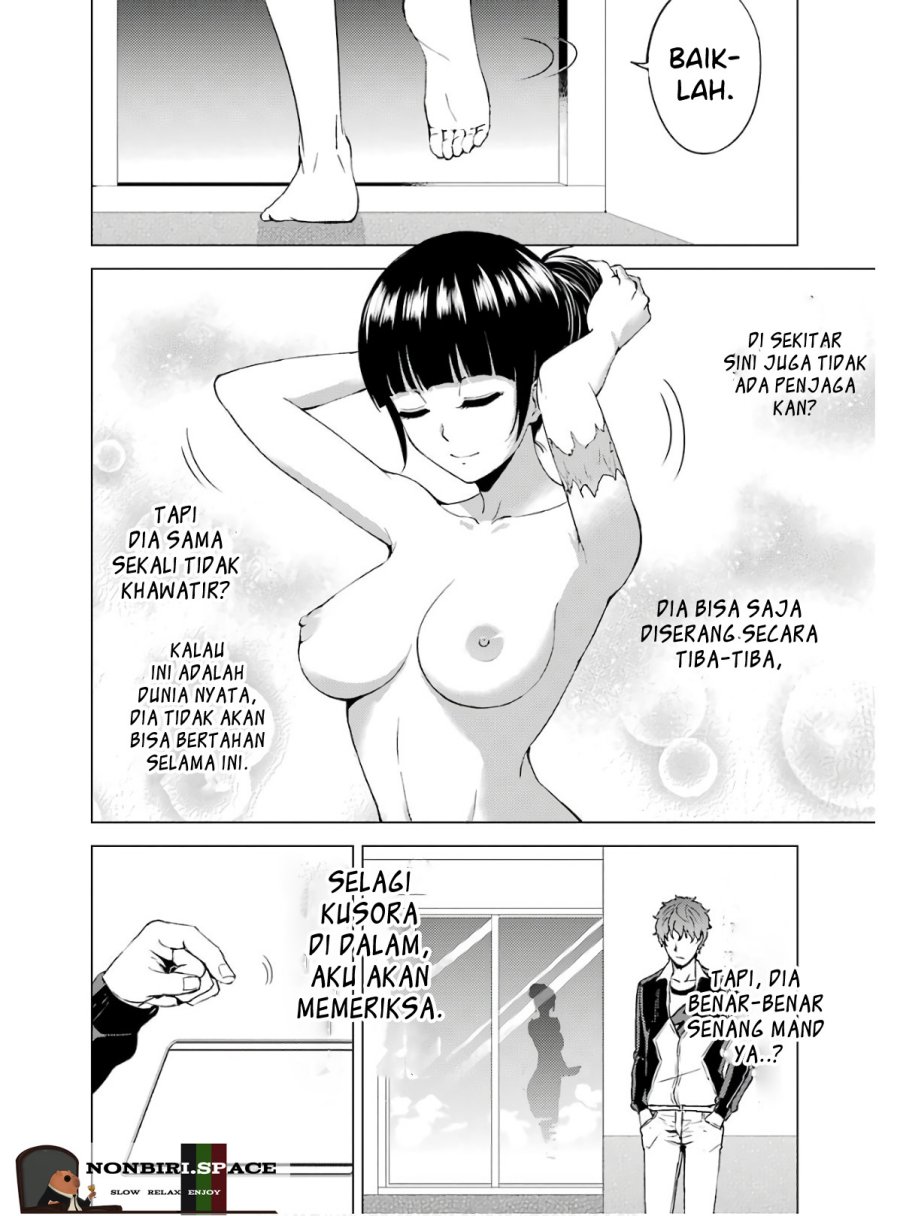 BAIK-
LAH.
DI SEKITAR
SINI JUGA TIDAK
ADA PENJAGA
KAN?
TAPI
DIA SAMA
SEKALI TIDAK
KHAWATIR?
DIA BISA SAJA
DISERANG SECARA
TIBA-TIBA,
KALAU
INI ADALAH
DUNIA NYATA,
DIA TIDAK AKAN
BISA BERTAHAN
SELAMA INI.
SELAGI
KUSORA
DI DALAM,
AKU AKAN
MEMERIKSA.
TAPI, DIA
BENAR-BENAR
SENANG MAND
YA..?
NONBIRI.SPACE
SLOW RELAX ENJOY